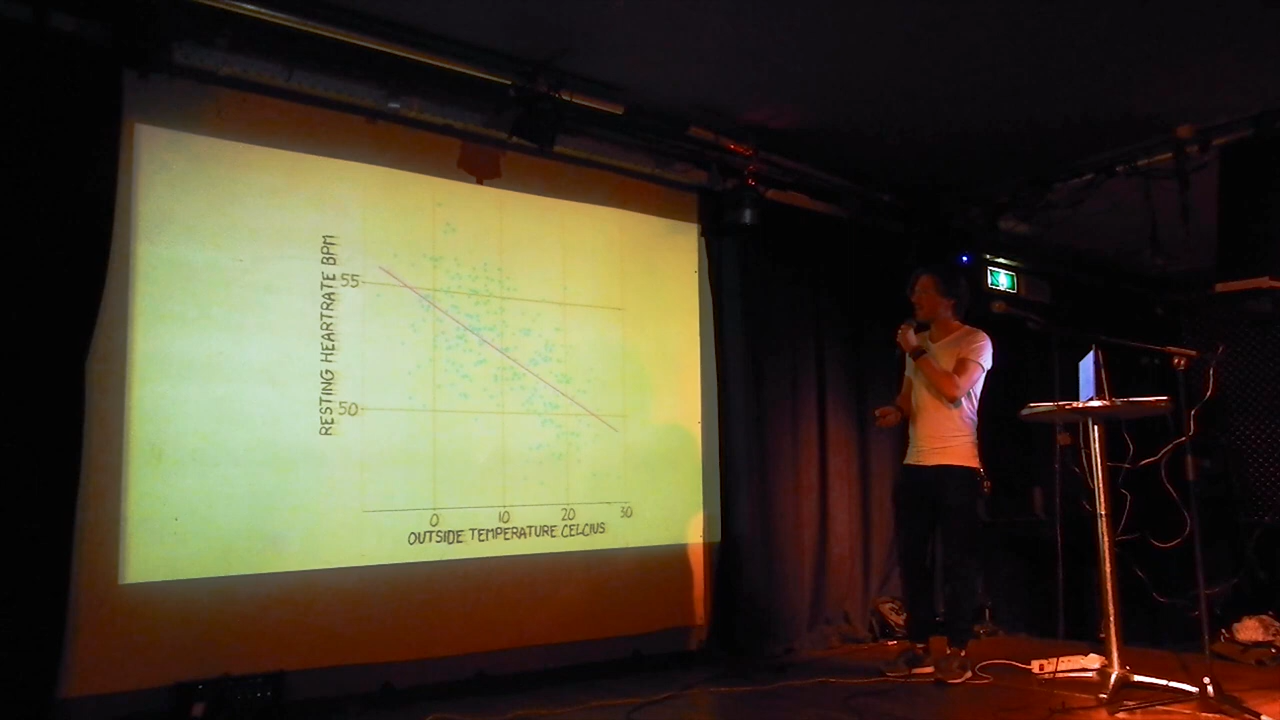 RESTING HEARTRATE BPM
55
50
0 10 20 30
OUTSIDE TEMPERATURE CELCIUS